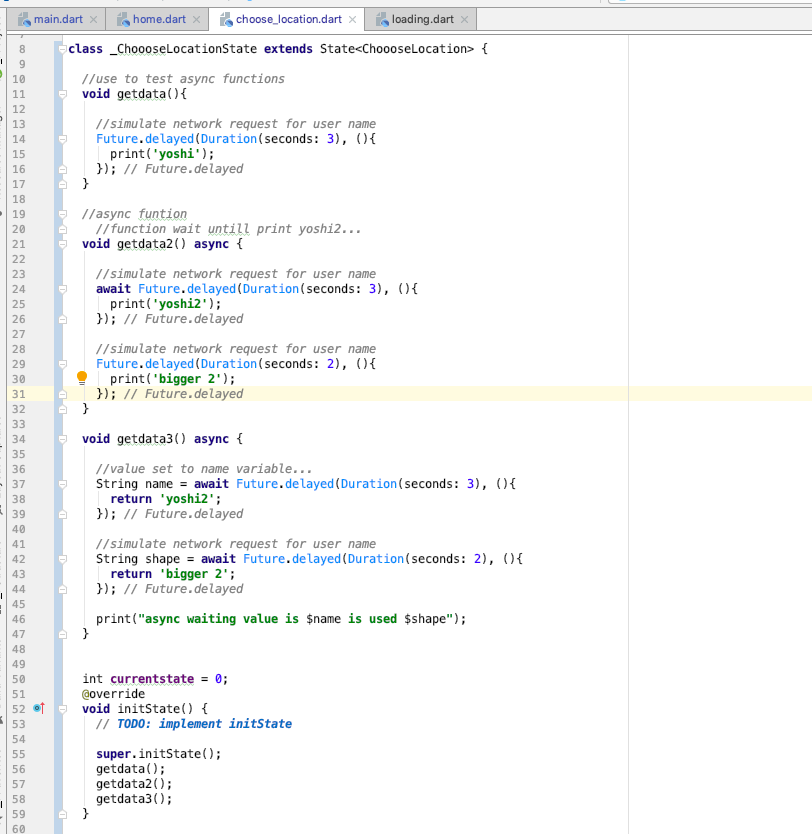 main.dart home.dart choose_location.dart loading.dart
7
8 class _ChoooseLocationState extends State<ChoooseLocation> {
9
10 //use to test async functions
11 void getdata(){
12
13 //simulate network request for user name
14 Future.delayed(Duration(seconds: 3), (){
15 print('yoshi');
16 }); // Future.delayed
17 }
18
19 //async funtion
20 //function wait untill print yoshi2...
21 void getdata2() async {
22
23 //simulate network request for user name
24 await Future.delayed(Duration(seconds: 3), (){
25 print('yoshi2');
26 }); // Future.delayed
27
28 //simulate network request for user name
29 Future.delayed(Duration(seconds: 2), (){
30 print('bigger 2');
31 }); // Future.delayed
32 }
33
34 void getdata3() async {
35
36 //value set to name variable...
37 String name = await Future.delayed(Duration(seconds: 3), (){
38 return 'yoshi2';
39 }); // Future.delayed
40
41 //simulate network request for user name
42 String shape = await Future.delayed(Duration(seconds: 2), (){
43 return 'bigger 2';
44 }); // Future.delayed
45
46 print("async waiting value is $name is used $shape");
47 }
48
49
50 int currentstate = 0;
51 @override
52 void initState() {
53 // TODO: implement initState
54
55 super.initState();
56 getdata();
57 getdata2();
58 getdata3();
59 }
60